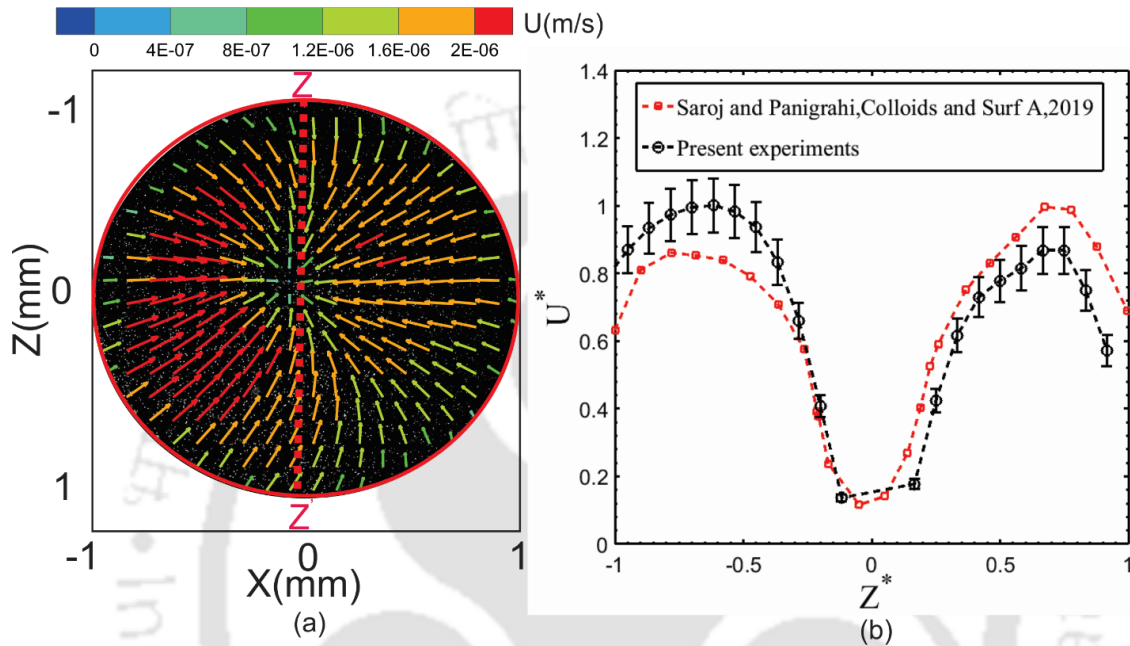 U(m/s)
0 4E-07 8E-07 1.2E-06 1.6E-06 2E-06
Z
-1
0
1
Z(mm)
Z'
-1 0 1
X(mm)
(a)
1.4
1.2
1
0.8
0.6
0.4
0.2
0
U*
Saroj and Panigrahi,Colloids and Surf A,2019
Present experiments
-1 -0.5 0 0.5 1
Z*
(b)